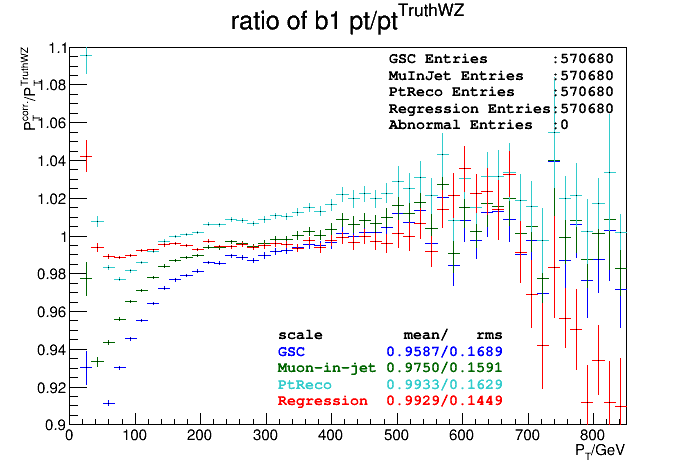 ratio of b1 pt/pt^TruthWZ
P_T^corr./P_T^TruthWZ
1.1
1.08
1.06
1.04
1.02
1
0.98
0.96
0.94
0.92
0.9
GSC Entries :570680
MuInJet Entries :570680
PtReco Entries :570680
Regression Entries:570680
Abnormal Entries :0
scale mean/ rms
GSC 0.9587/0.1689
Muon-in-jet 0.9750/0.1591
PtReco 0.9933/0.1629
Regression 0.9929/0.1449
0 100 200 300 400 500 600 700 800
P_T/GeV